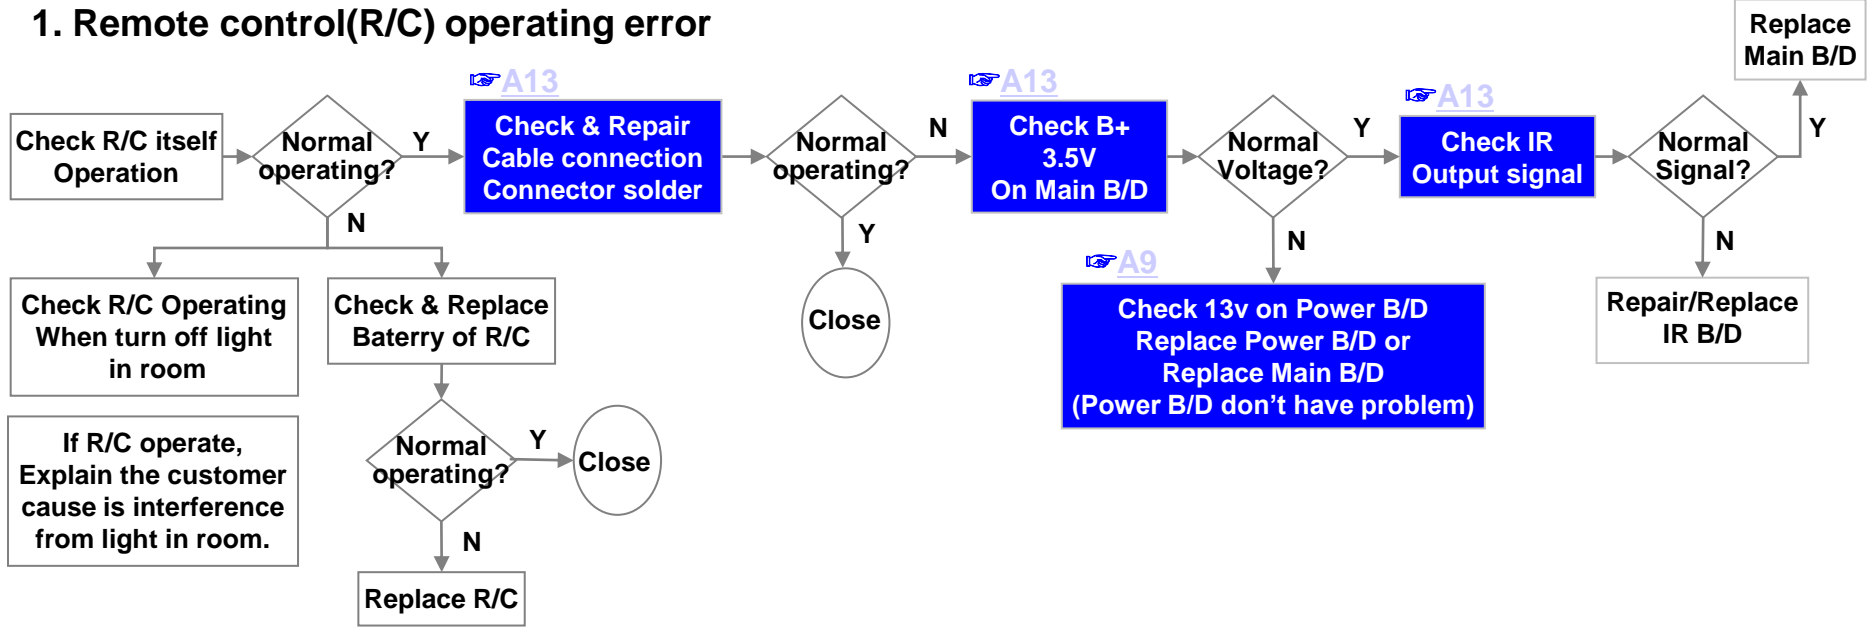 1. Remote control(R/C) operating error
Replace
Main B/D
☞A13
☞A13
☞A13
Check R/C itself
Operation
Normal
operating?
Y
N
Check & Repair
Cable connection
Connector solder
Normal
operating?
N
Y
Close
Check B+
3.5V
On Main B/D
Normal
Voltage?
Y
N
Check IR
Output signal
Normal
Signal?
Y
N
☞A9
Check 13v on Power B/D
Replace Power B/D or
Replace Main B/D
(Power B/D don’t have problem)
Repair/Replace
IR B/D
Check R/C Operating
When turn off light
in room
Check & Replace
Baterry of R/C
If R/C operate,
Explain the customer
cause is interference
from light in room.
Normal
operating?
Y
Close
N
Replace R/C